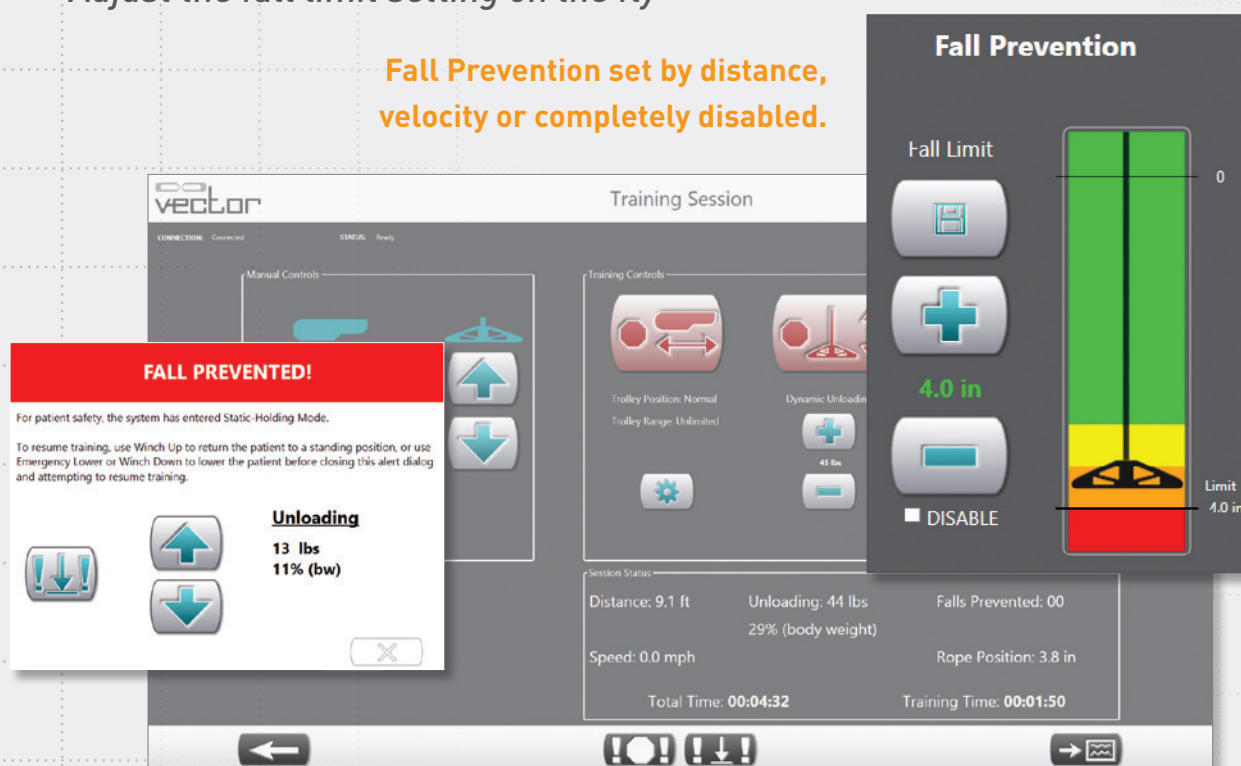 Adjust the fall limit setting on the fly
Fall Prevention set by distance,
velocity or completely disabled.
Fall Prevention
Fall Limit
0
4.0 in
Limit
4.0 in
DISABLE
vector
Training Session
CONNECTION: Connected
STATUS: Ready
Manual Controls
Training Controls
Trolley Position: Normal
Trolley Range: Unlimited
Dynamic Unloadin
45 lbs
FALL PREVENTED!
For patient safety, the system has entered Static-Holding Mode.
To resume training, use Winch Up to return the patient to a standing position, or use
Emergency Lower or Winch Down to lower the patient before closing this alert dialog
and attempting to resume training.
Unloading
13 lbs
11% (bw)
Session Status
Distance: 9.1 ft Unloading: 44 lbs Falls Prevented: 00
29% (body weight)
Speed: 0.0 mph Rope Position: 3.8 in
Total Time: 00:04:32 Training Time: 00:01:50